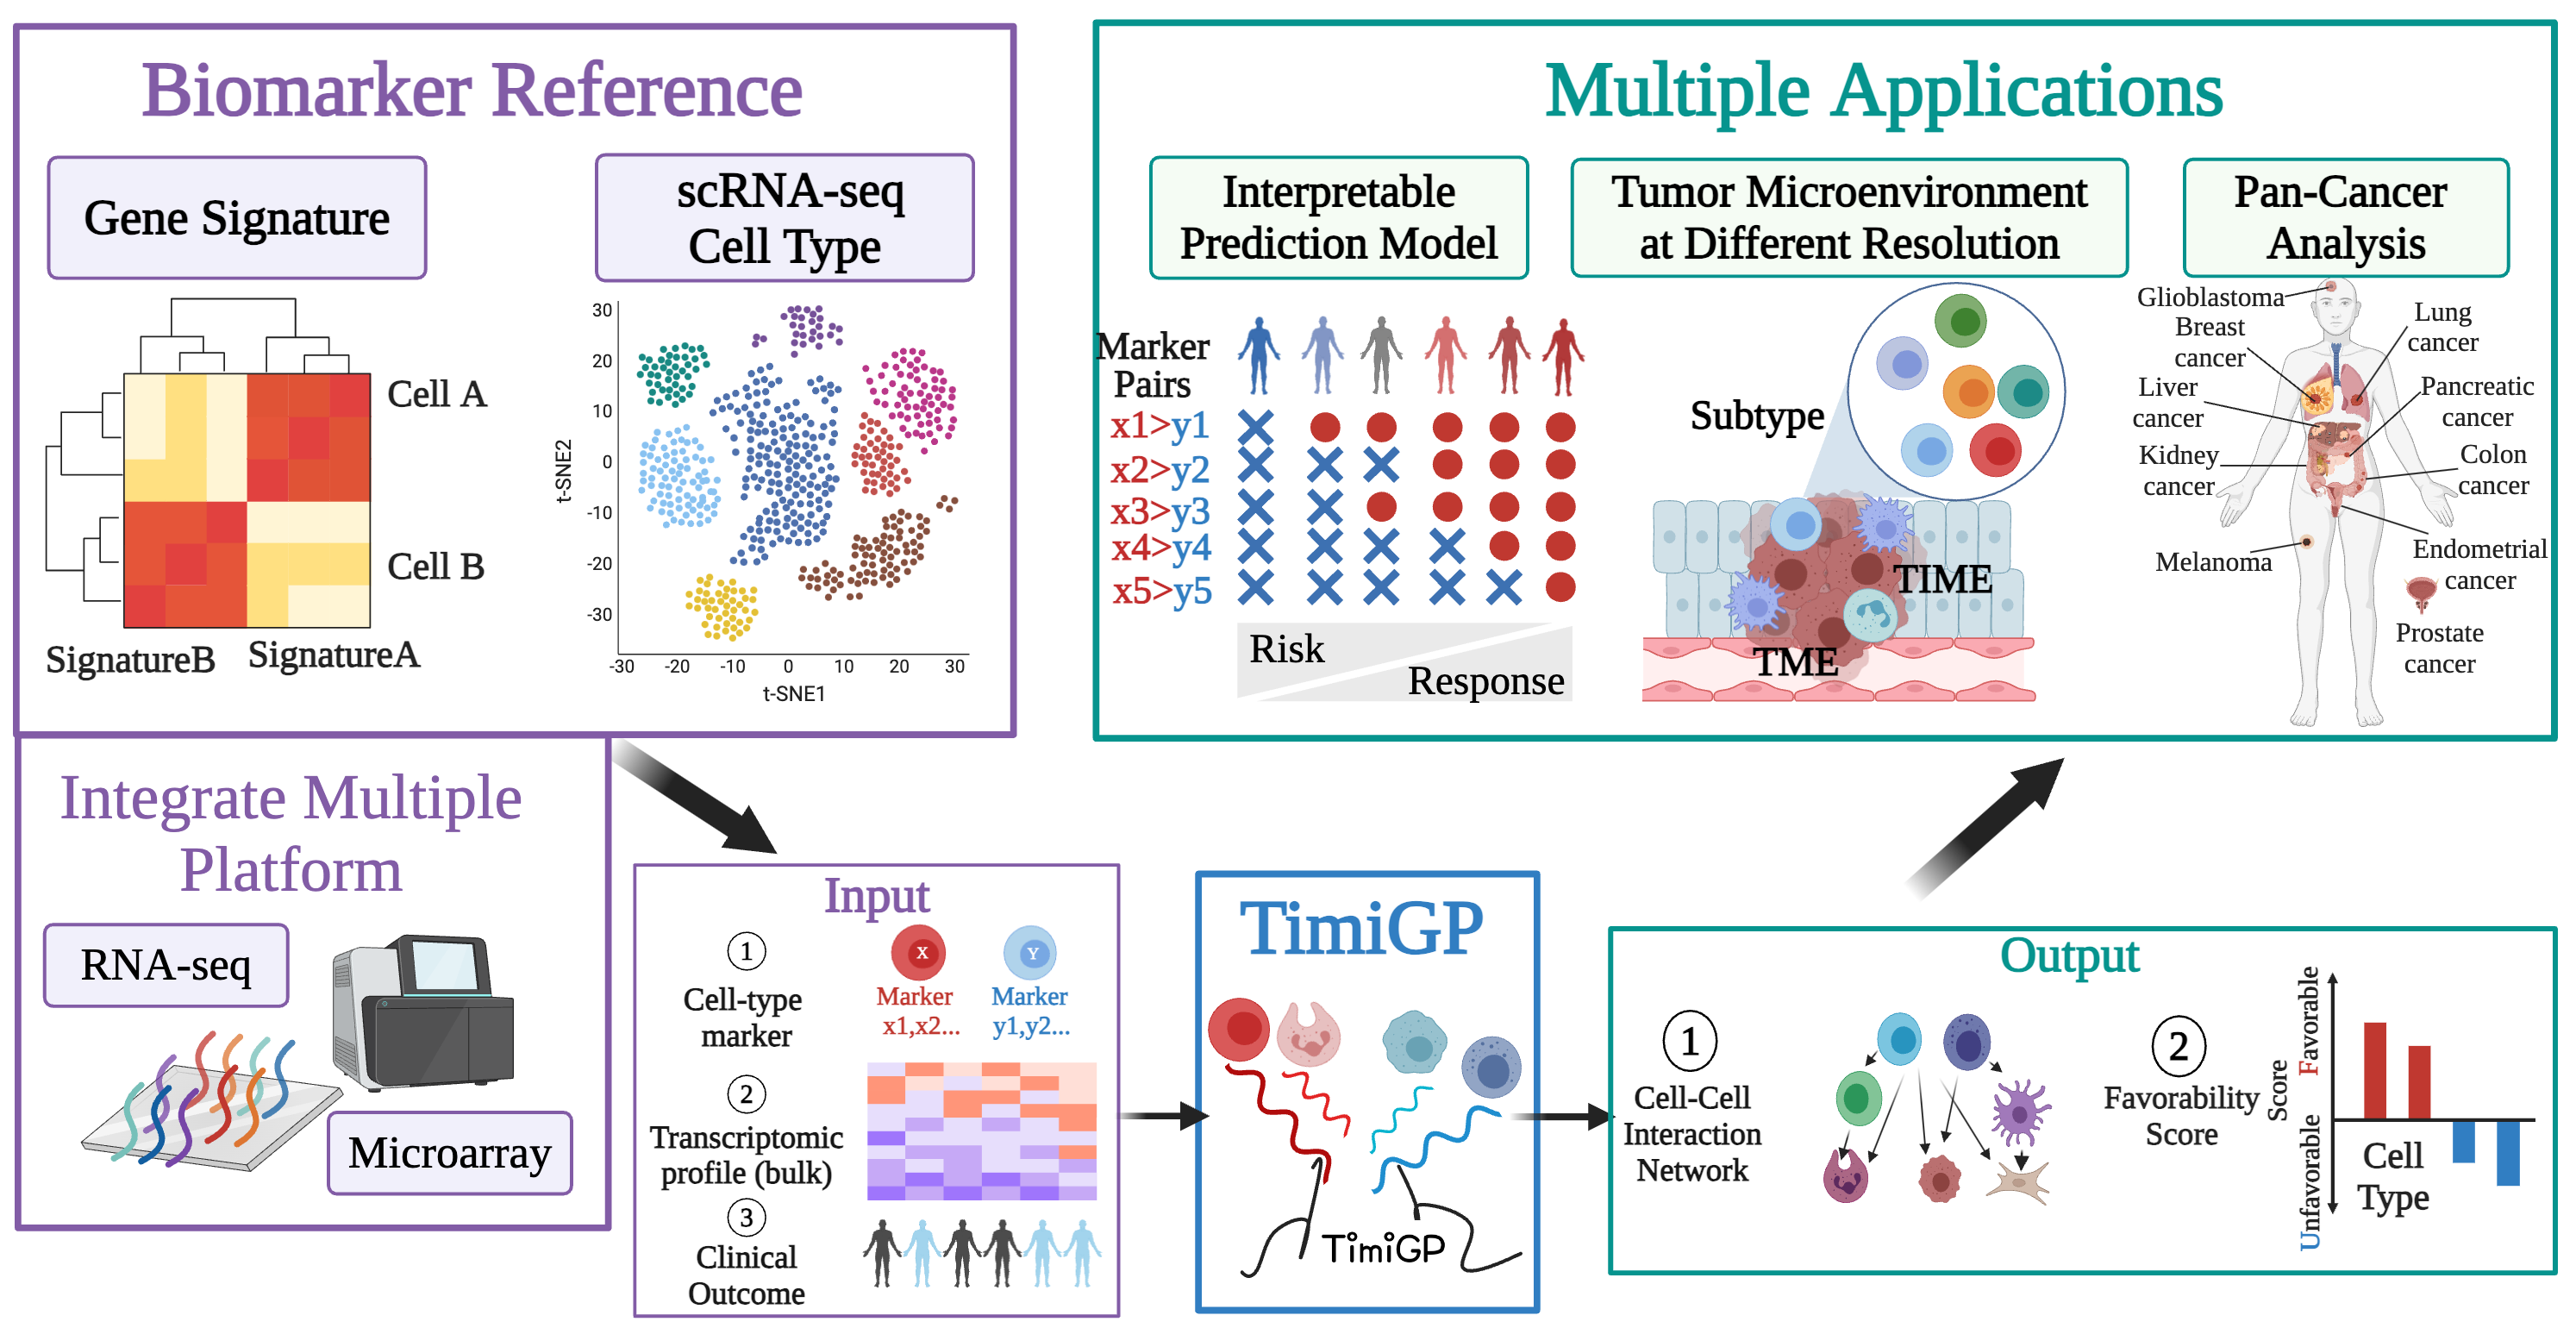 Biomarker Reference
Gene Signature
scRNA-seq
Cell Type
Cell A
Cell B
SignatureB
SignatureA
30
20
10
0
-10
-20
-30
t-SNE2
-30
-20
-10
0
10
20
30
t-SNE1
Integrate Multiple
Platform
RNA-seq
Microarray
Multiple Applications
Interpretable
Prediction Model
Marker
Pairs
x1>y1
x2>y2
x3>y3
x4>y4
x5>y5
Risk
Response
Tumor Microenvironment
at Different Resolution
Subtype
TIME
TME
Pan-Cancer
Analysis
Glioblastoma
Breast
cancer
Liver
cancer
Kidney
cancer
Melanoma
Lung
cancer
Pancreatic
cancer
Colon
cancer
Endometrial
cancer
Prostate
cancer
Input
1
Cell-type
marker
X
Y
Marker
x1,x2...
Marker
y1,y2...
2
Transcriptomic
profile (bulk)
3
Clinical
Outcome
TimiGP
TimiGP
Output
1
Cell-Cell
Interaction
Network
2
Favorability
Score
Score
Favorable
Unfavorable
Cell
Type